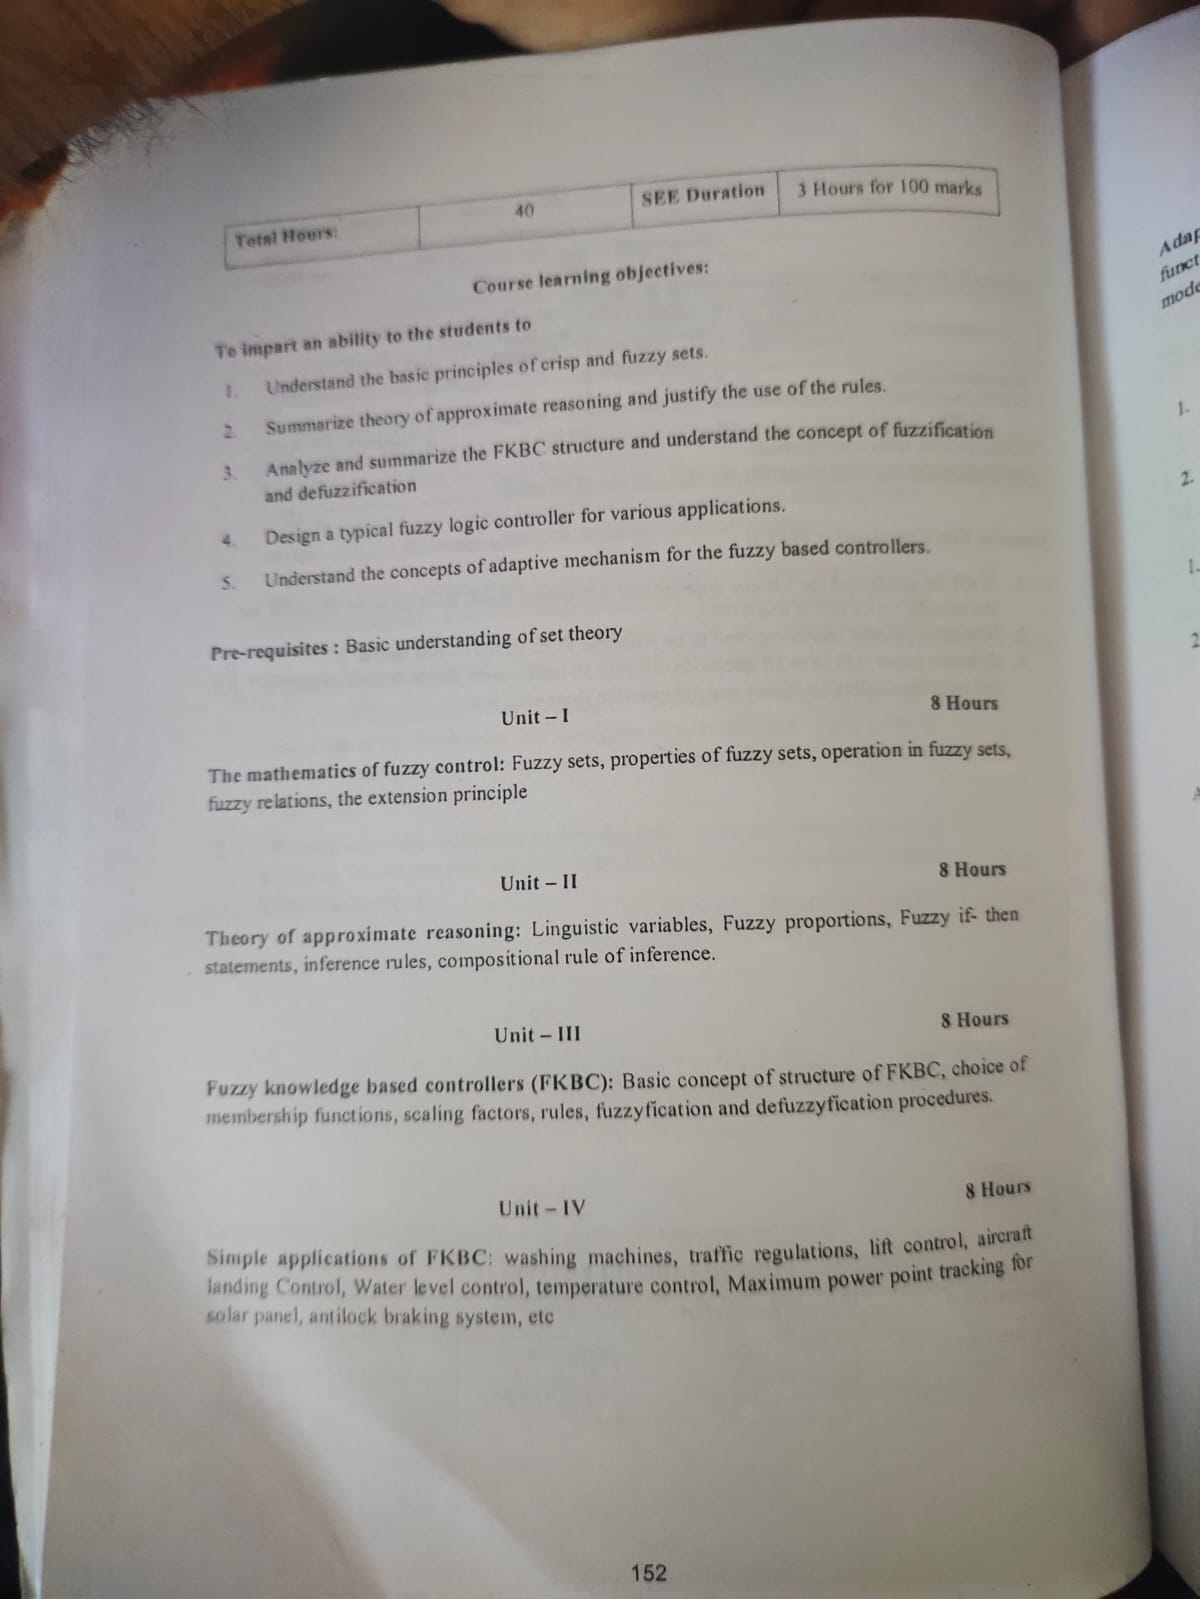 Total Hours: 40 SEE Duration 3 Hours for 100 marks
Course learning objectives:
To impart an ability to the students to
1. Understand the basic principles of crisp and fuzzy sets.
2. Summarize theory of approximate reasoning and justify the use of the rules.
3. Analyze and summarize the FKBC structure and understand the concept of fuzzification
and defuzzification
4. Design a typical fuzzy logic controller for various applications.
5. Understand the concepts of adaptive mechanism for the fuzzy based controllers.
Pre-requisites : Basic understanding of set theory
Unit – I 8 Hours
The mathematics of fuzzy control: Fuzzy sets, properties of fuzzy sets, operation in fuzzy sets,
fuzzy relations, the extension principle
Unit – II 8 Hours
Theory of approximate reasoning: Linguistic variables, Fuzzy proportions, Fuzzy if- then
statements, inference rules, compositional rule of inference.
Unit – III 8 Hours
Fuzzy knowledge based controllers (FKBC): Basic concept of structure of FKBC, choice of
membership functions, scaling factors, rules, fuzzyfication and defuzzyfication procedures.
Unit – IV 8 Hours
Simple applications of FKBC: washing machines, traffic regulations, lift control, aircraft
landing Control, Water level control, temperature control, Maximum power point tracking for
solar panel, antilock braking system, etc
152
1.
2.
1.
2